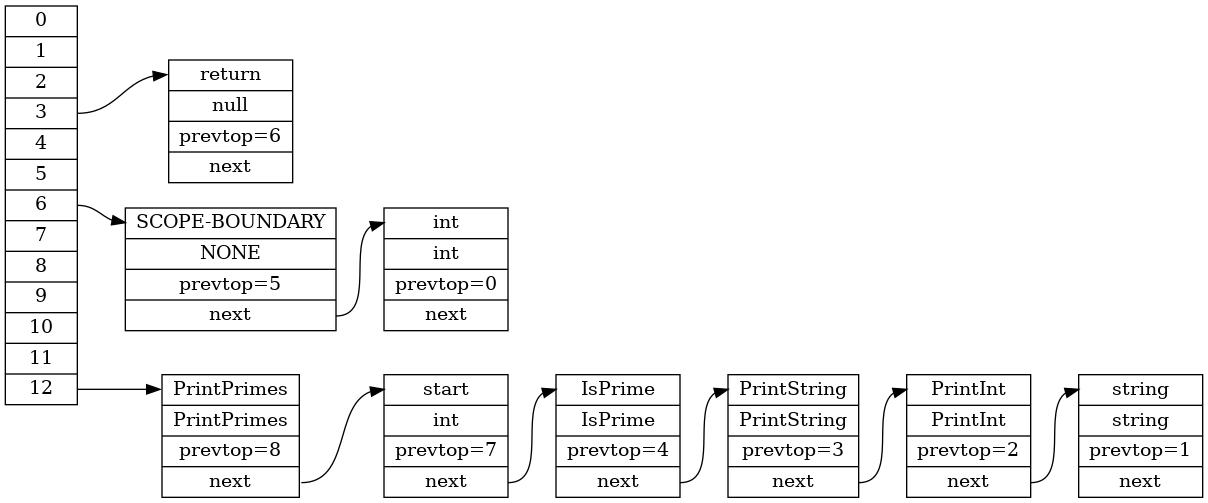 0
1
2
3
4
5
6
7
8
9
10
11
12
return
null
prevtop=6
next
SCOPE-BOUNDARY
NONE
prevtop=5
next
int
int
prevtop=0
next
PrintPrimes
PrintPrimes
prevtop=8
next
start
int
prevtop=7
next
IsPrime
IsPrime
prevtop=4
next
PrintString
PrintString
prevtop=3
next
PrintInt
PrintInt
prevtop=2
next
string
string
prevtop=1
next